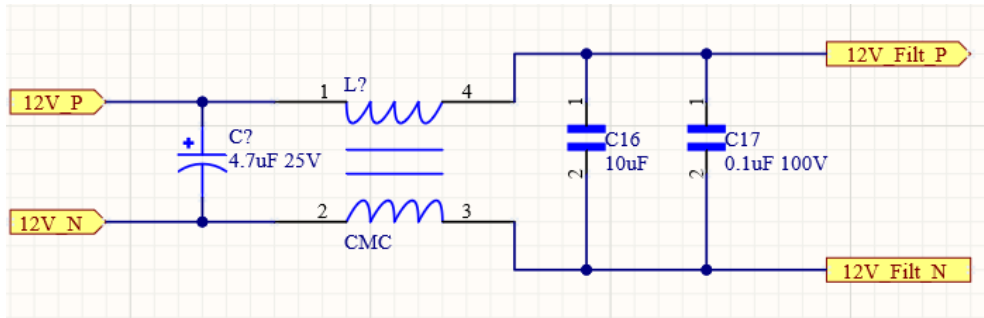 12V_Filt_P
L?
1
4
12V_P
1
1
+
C?
4.7uF 25V
C16
10uF
C17
0.1uF 100V
2
2
12V_N
2
3
CMC
12V_Filt_N